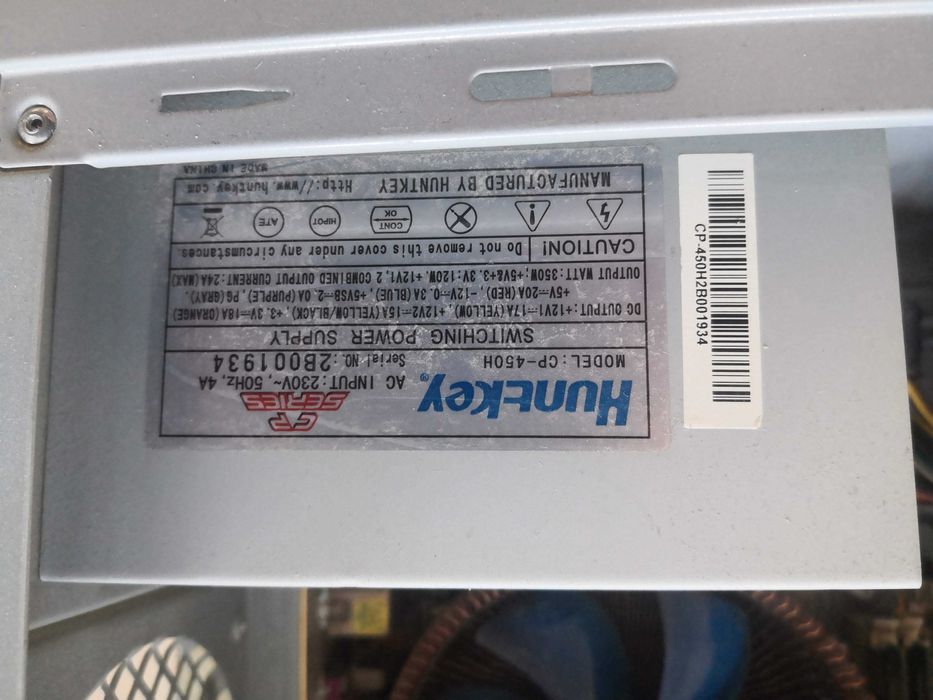 Huntkey
CP
SERIES
AC INPUT:230V~ 50Hz, 4A
MODEL:CP-450H Serial NO.:2B001934
SWITCHING POWER SUPPLY
DC OUTPUT:+12V1⎓17A (YELLOW),+12V2⎓15A (YELLOW/BLACK),+3.3V⎓18A (ORANGE)
+5V⎓20A (RED),-12V⎓0.3A (BLUE),+5VSB⎓2.0A (PURPLE),PG (GRAY).
OUTPUT WATT:350W;+5V&+3.3V:120W;+12V1,2 COMBINED OUTPUT CURRENT 24A (MAX)
CAUTION! Do not remove this cover under any circumstances.
CONT OK HIPOT ATE
MANUFACTURED BY HUNTKEY Http://www.huntkey.com
MADE IN CHINA
CP-450H2B001934